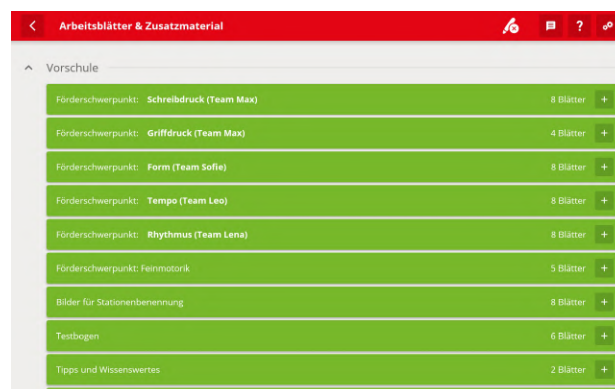 Arbeitsblätter & Zusatzmaterial ?
Vorschule
Förderschwerpunkt: Schreibdruck (Team Max) 8 Blätter +
Förderschwerpunkt: Griffdruck (Team Max) 4 Blätter +
Förderschwerpunkt: Form (Team Sofie) 8 Blätter +
Förderschwerpunkt: Tempo (Team Leo) 8 Blätter +
Förderschwerpunkt: Rhythmus (Team Lena) 8 Blätter +
Förderschwerpunkt: Feinmotorik 5 Blätter +
Bilder für Stationenbenennung 8 Blätter +
Testbogen 6 Blätter +
Tipps und Wissenswertes 2 Blätter +